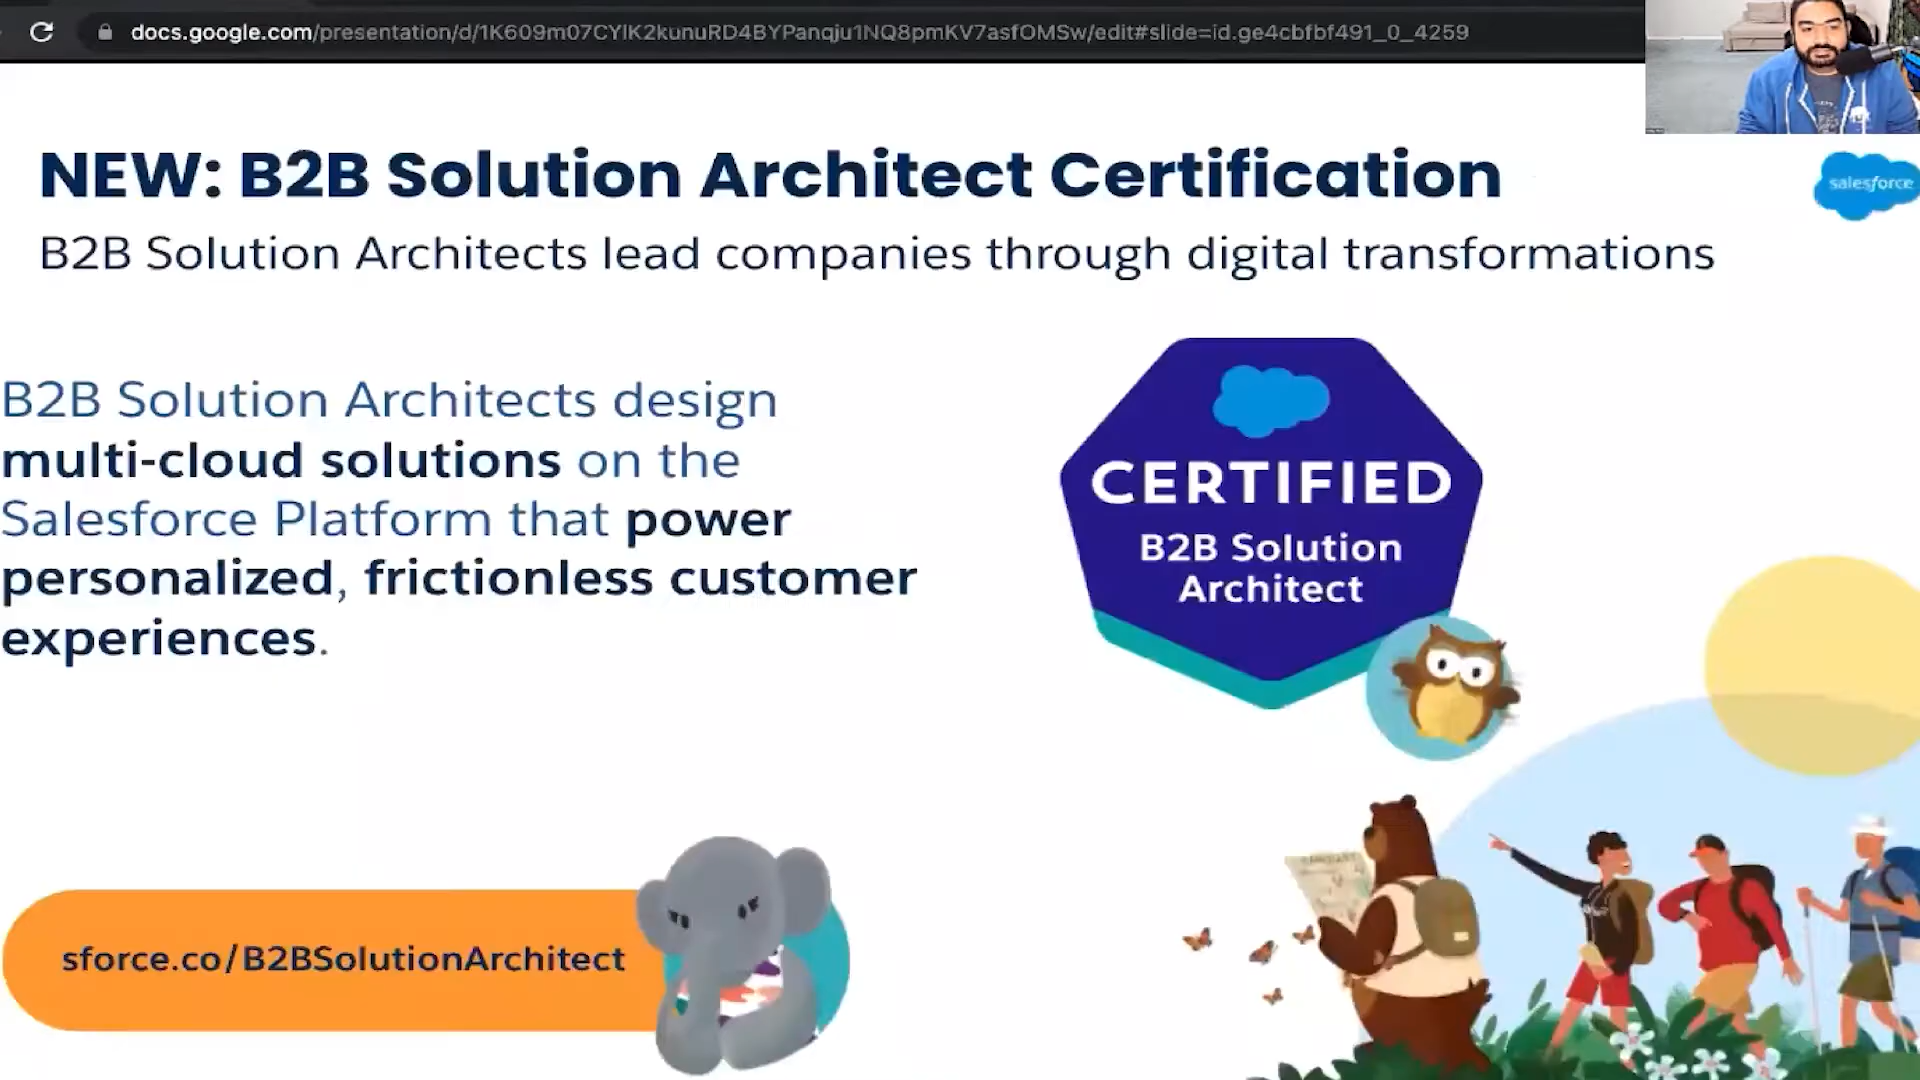 docs.google.com/presentation/d/1K609m07CYlK2kunuRD4BYPanqju1NQ8pmKV7asfOMSw/edit#slide=id.ge4cbfbf491_0_4259
NEW: B2B Solution Architect Certification
salesforce
B2B Solution Architects lead companies through digital transformations
B2B Solution Architects design
multi-cloud solutions on the
Salesforce Platform that power
personalized, frictionless customer
experiences.
CERTIFIED
B2B Solution
Architect
sforce.co/B2BSolutionArchitect